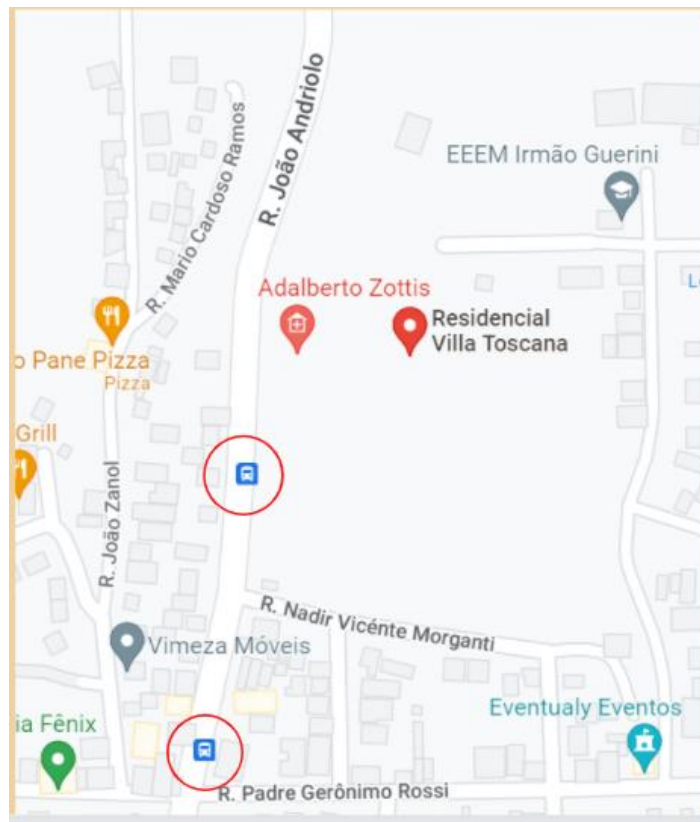 R. João Andriolo
R. Mario Cardoso Ramos
EEEM Irmão Guerini
Adalberto Zottis
Residencial
Villa Toscana
Pane Pizza
Pizza
Grill
R. João Zanol
R. Nadir Vicénte Morganti
Vimeza Móveis
Eventualy Eventos
Fênix
R. Padre Gerônimo Rossi